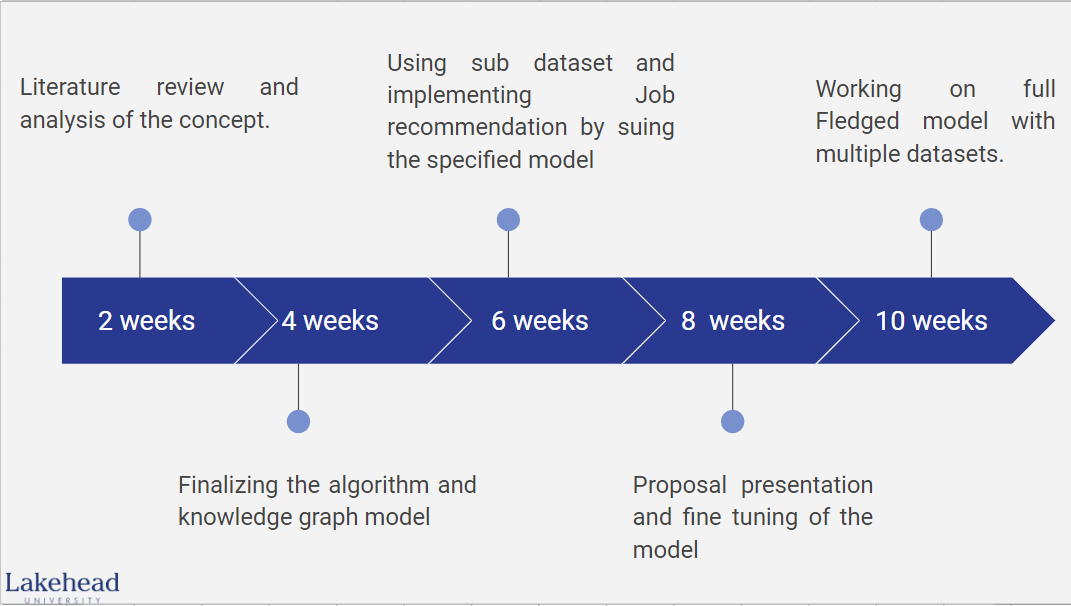 Literature review and
analysis of the concept.
Using sub dataset and
implementing Job
recommendation by suing
the specified model
Working on full
Fledged model with
multiple datasets.
2 weeks
4 weeks
6 weeks
8 weeks
10 weeks
Finalizing the algorithm and
knowledge graph model
Proposal presentation
and fine tuning of the
model
Lakehead
UNIVERSITY